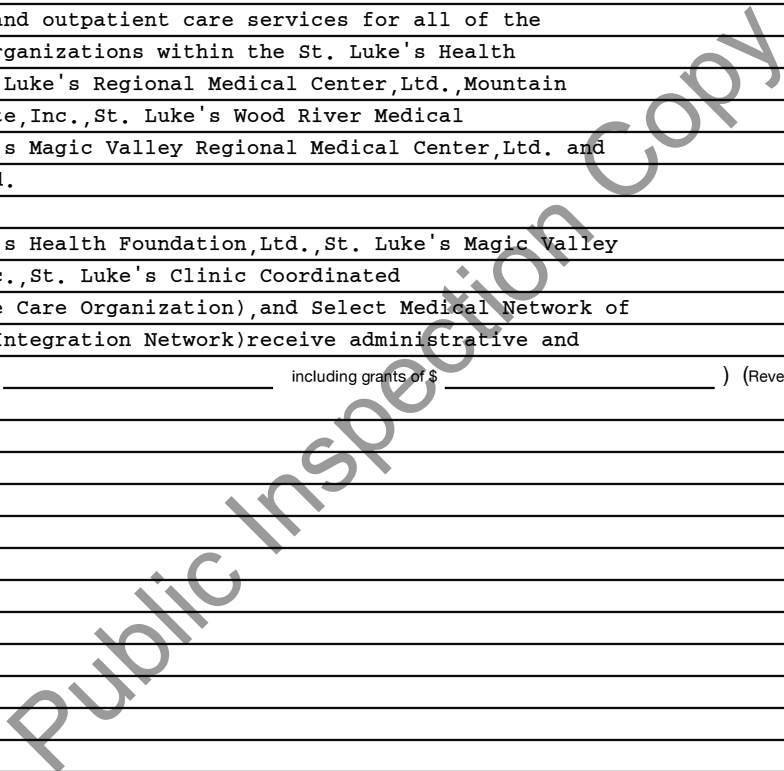 and outpatient care services for all of the
rganizations within the St. Luke's Health
Luke's Regional Medical Center,Ltd.,Mountain
te,Inc.,St. Luke's Wood River Medical
s Magic Valley Regional Medical Center,Ltd. and
d.
's Health Foundation,Ltd.,St. Luke's Magic Valley
c.,St. Luke's Clinic Coordinated
e Care Organization),and Select Medical Network of
Integration Network)receive administrative and
including grants of $ ) (Reve
Public Inspection Copy